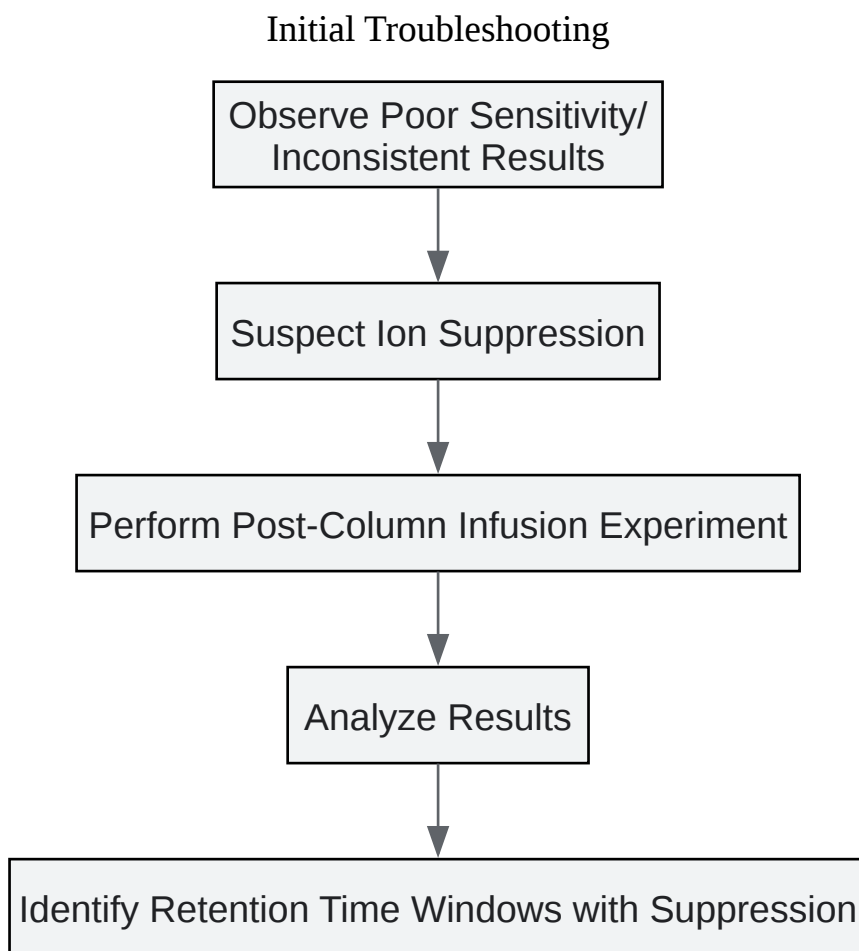 Initial Troubleshooting
Observe Poor Sensitivity/
Inconsistent Results
Suspect Ion Suppression
Perform Post-Column Infusion Experiment
Analyze Results
Identify Retention Time Windows with Suppression